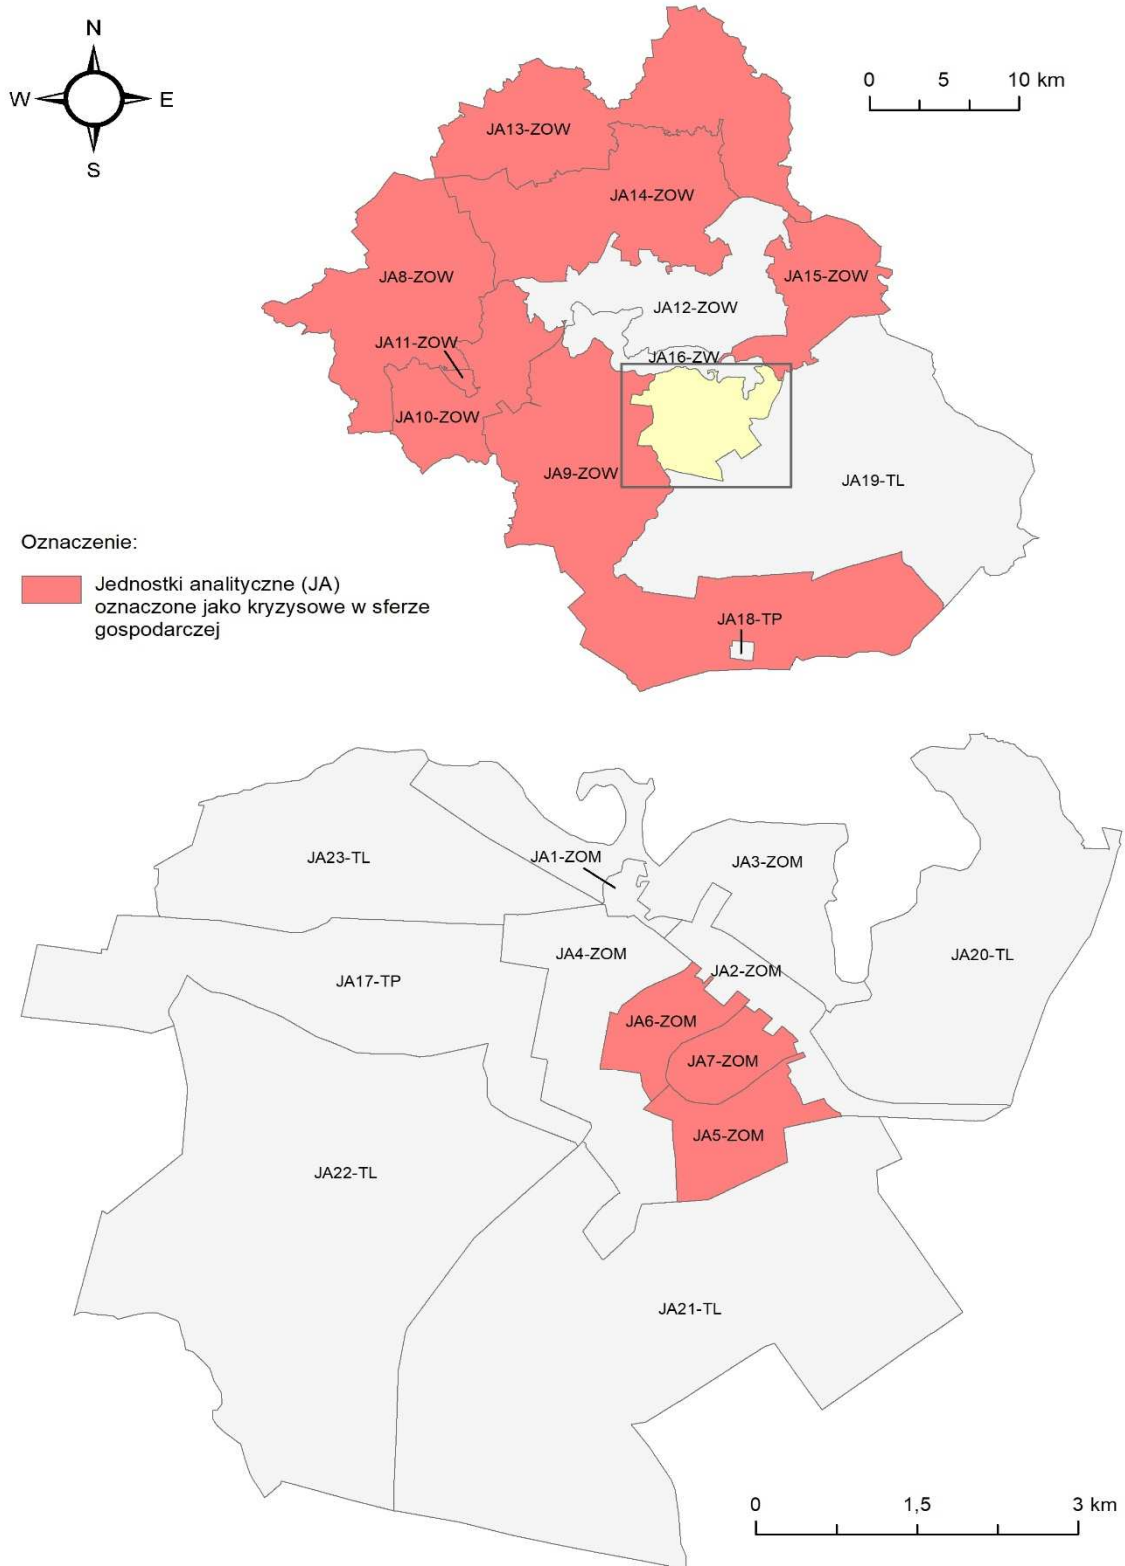 N
W E
S
0 5 10 km
JA13-ZOW
JA14-ZOW
JA8-ZOW
JA15-ZOW
JA12-ZOW
JA11-ZOW
JA16-ZW
JA10-ZOW
JA9-ZOW
JA19-TL
Oznaczenie:
Jednostki analityczne (JA)
oznaczone jako kryzysowe w sferze
gospodarczej
JA18-TP
JA23-TL
JA1-ZOM
JA3-ZOM
JA4-ZOM
JA20-TL
JA2-ZOM
JA17-TP
JA6-ZOM
JA7-ZOM
JA5-ZOM
JA22-TL
JA21-TL
0 1,5 3 km